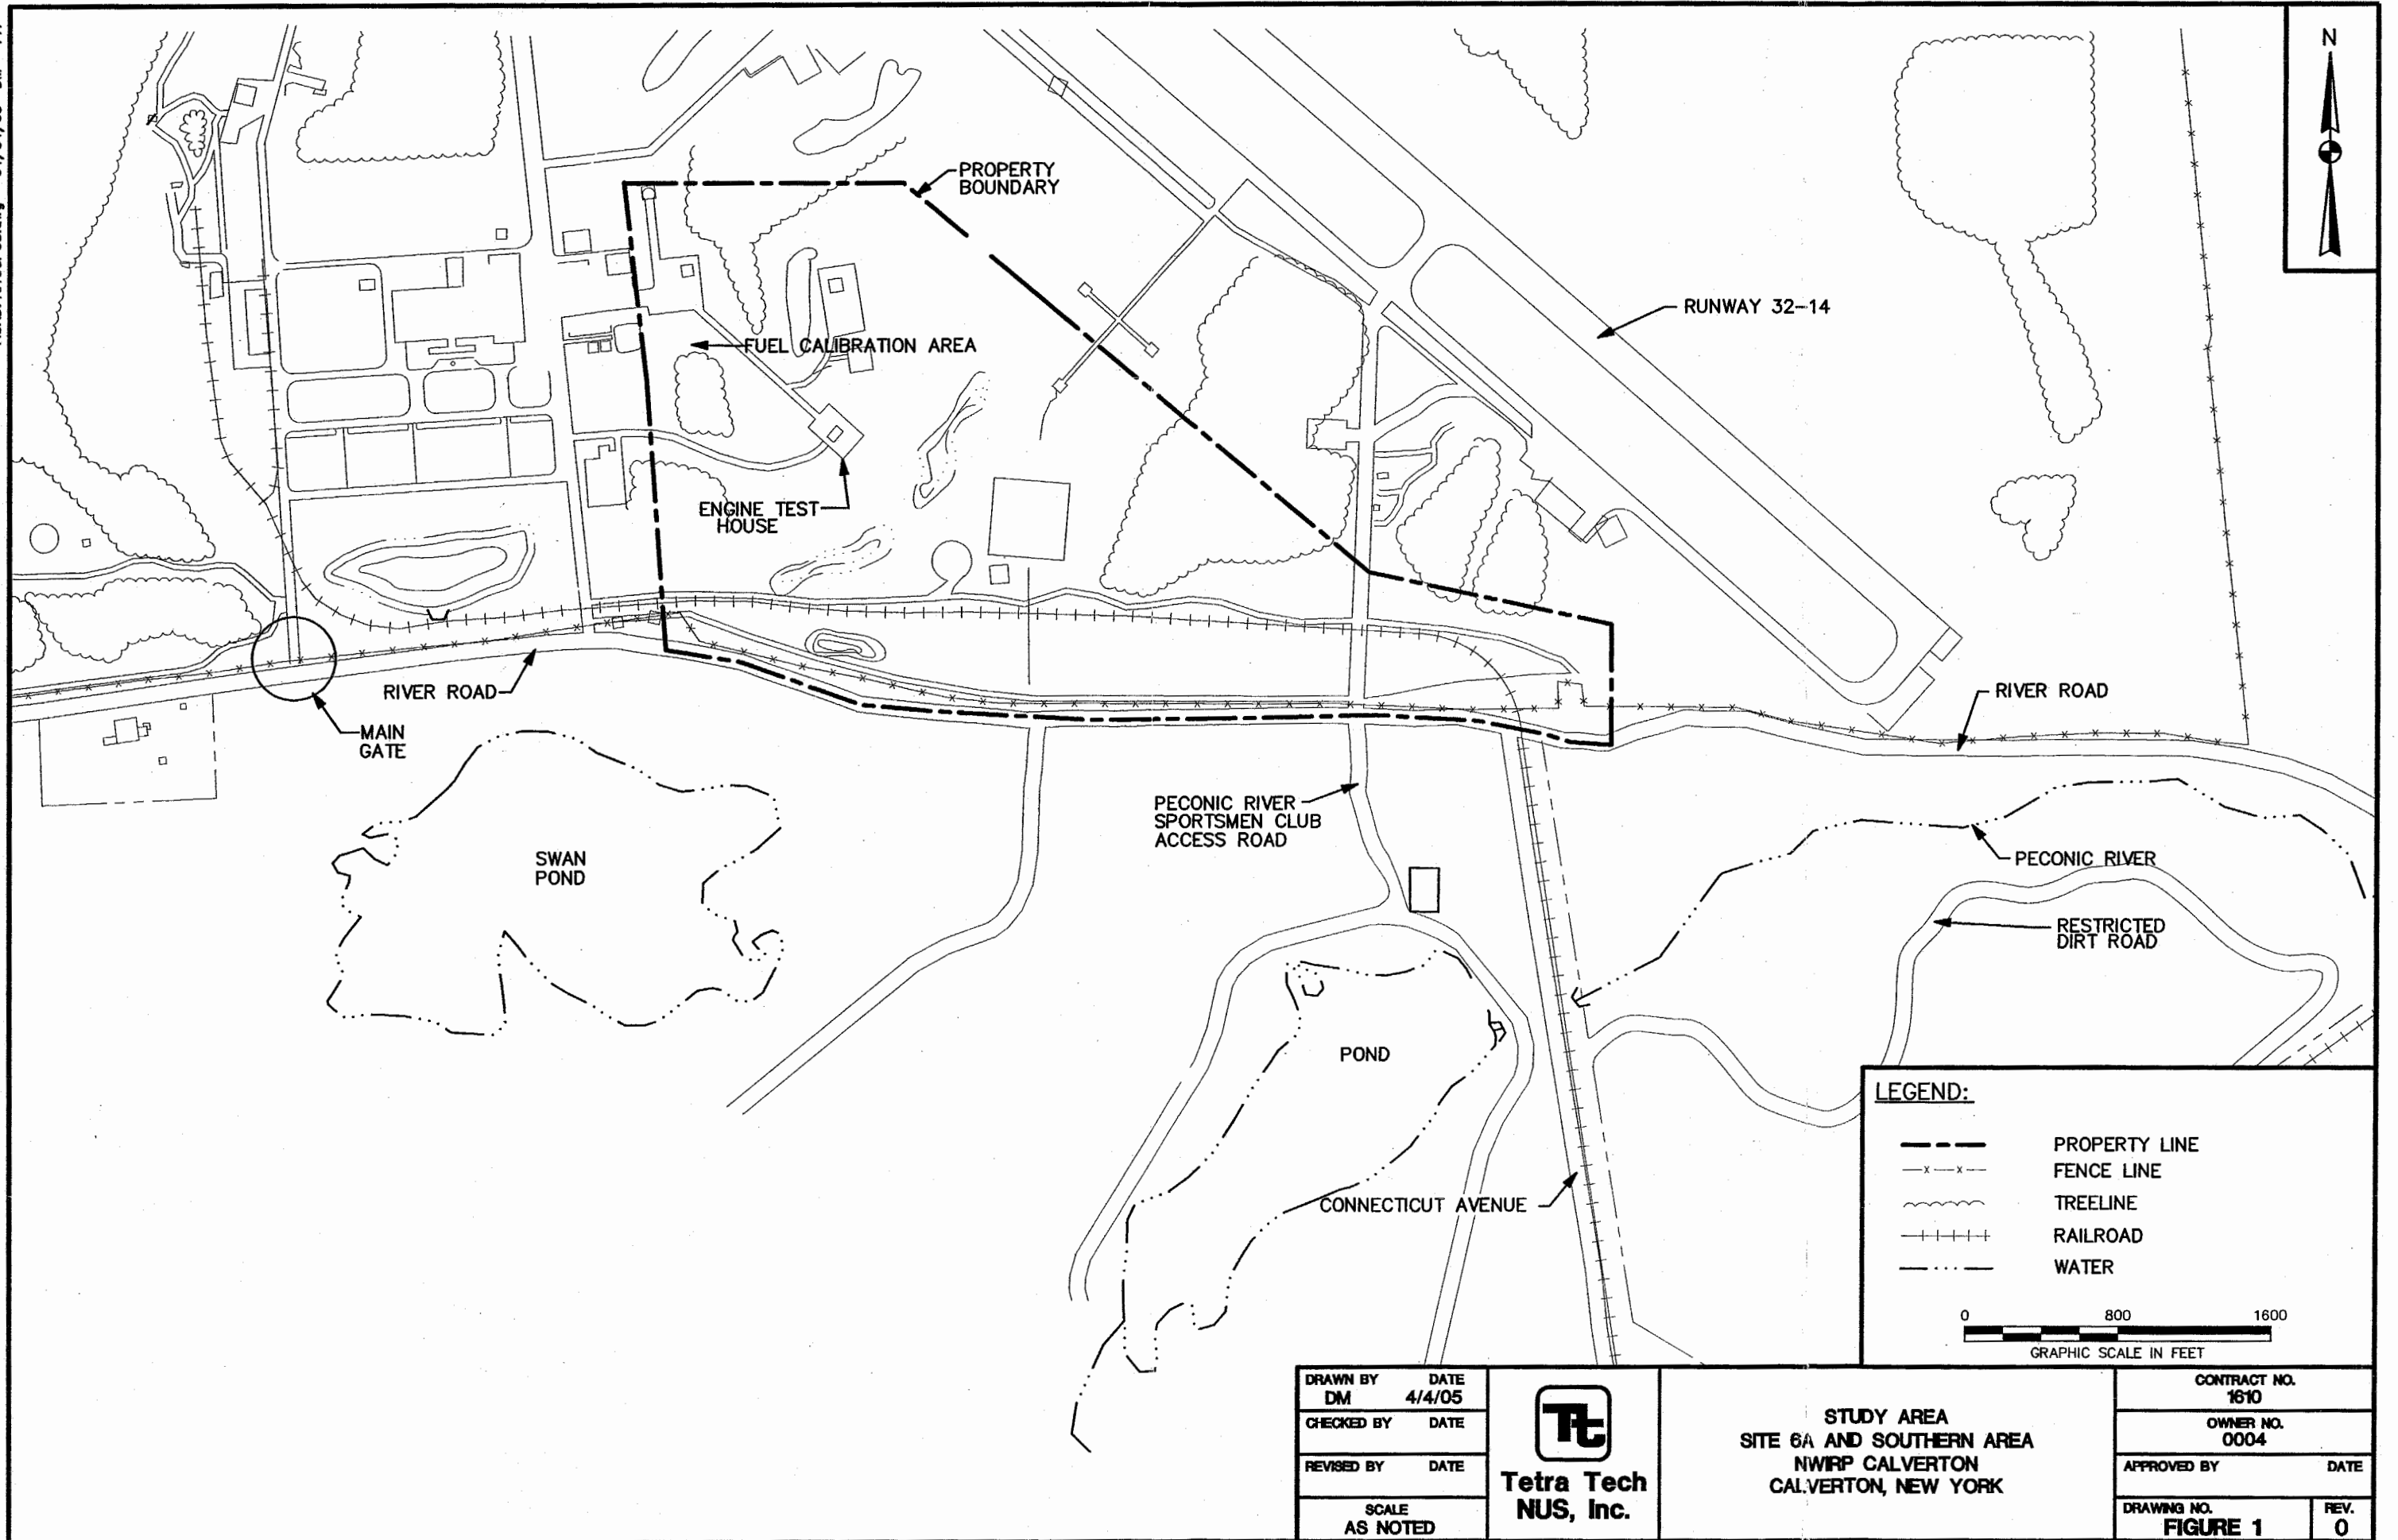 N
PROPERTY
BOUNDARY
RUNWAY 32-14
FUEL CALIBRATION AREA
ENGINE TEST
HOUSE
RIVER ROAD
MAIN
GATE
RIVER ROAD
PECONIC RIVER
SPORTSMEN CLUB
ACCESS ROAD
SWAN
POND
PECONIC RIVER
RESTRICTED
DIRT ROAD
POND
CONNECTICUT AVENUE
LEGEND:
PROPERTY LINE
FENCE LINE
TREELINE
RAILROAD
WATER
0 800 1600
GRAPHIC SCALE IN FEET
DRAWN BY DATE
DM 4/4/05
CHECKED BY DATE
REVISED BY DATE
SCALE
AS NOTED
Tt
Tetra Tech
NUS, Inc.
STUDY AREA
SITE 6A AND SOUTHERN AREA
NWIRP CALVERTON
CALVERTON, NEW YORK
CONTRACT NO.
1610
OWNER NO.
0004
APPROVED BY DATE
DRAWING NO.
FIGURE 1
REV.
0